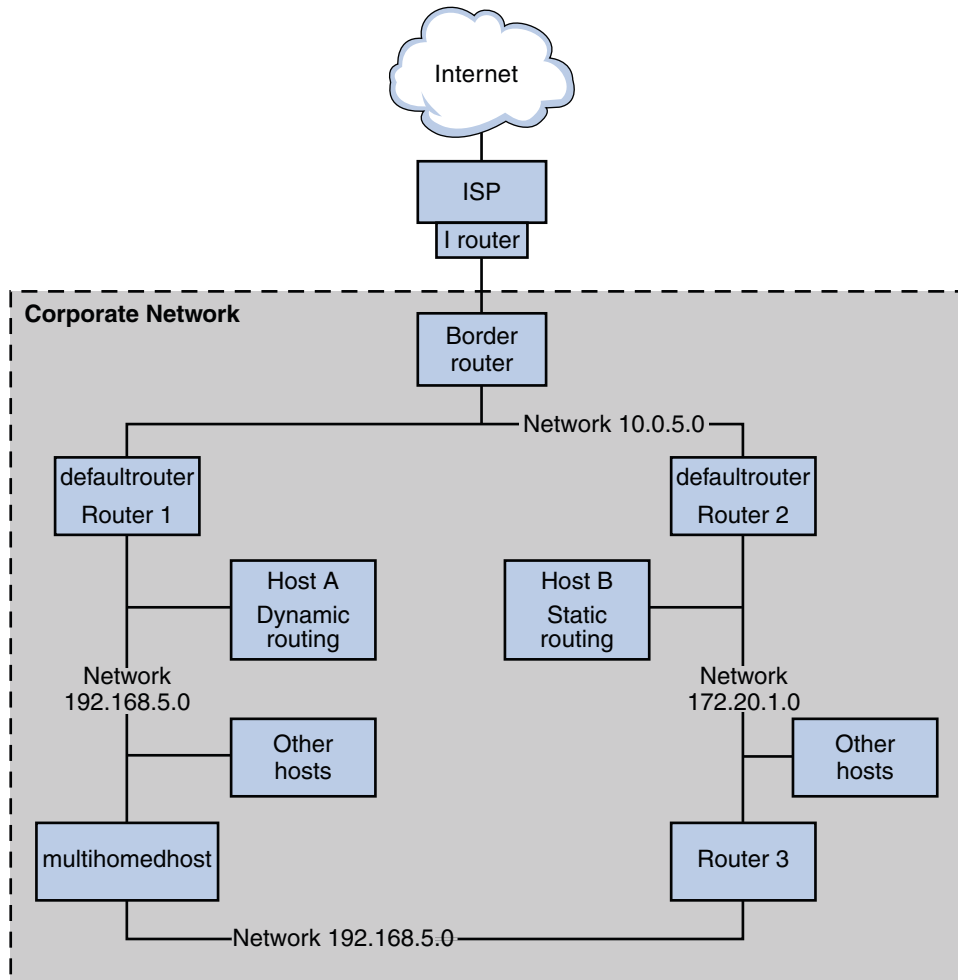 Internet
ISP
I router
Corporate Network
Border
router
Network 10.0.5.0
defaultrouter
Router 1
defaultrouter
Router 2
Host A
Dynamic
routing
Host B
Static
routing
Network
192.168.5.0
Network
172.20.1.0
Other
hosts
Other
hosts
multihomedhost
Router 3
Network 192.168.5.0